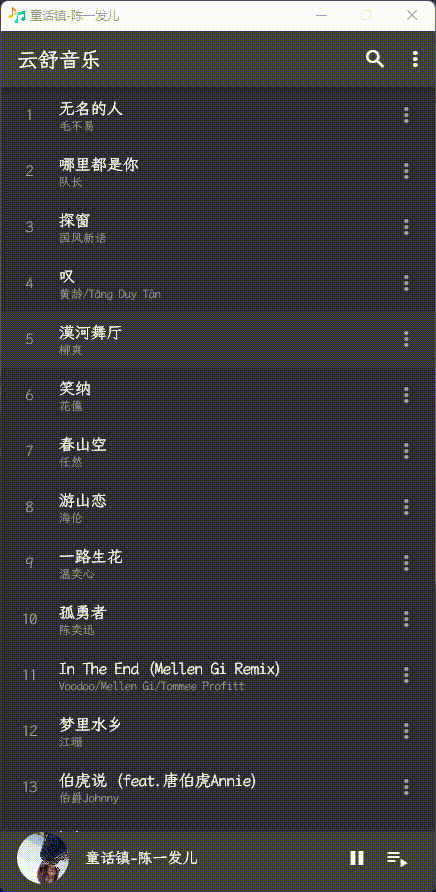 童话镇-陈一发儿
云舒音乐
1 无名的人
毛不易
2 哪里都是你
队长
3 探窗
国风新语
4 叹
黄龄/Tăng Duy Tân
5 漠河舞厅
柳爽
6 笑纳
花僮
7 春山空
任然
8 游山恋
海伦
9 一路生花
温奕心
10 孤勇者
陈奕迅
11 In The End (Mellen Gi Remix)
Voodoo/Mellen Gi/Tommee Profitt
12 梦里水乡
江珊
13 伯虎说 (feat.唐伯虎Annie)
伯爵Johnny
童话镇-陈一发儿